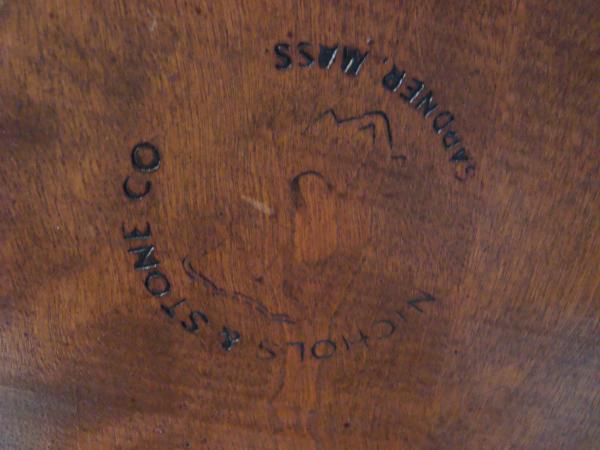 NICHOLS & STONE CO
GARDNER, MASS